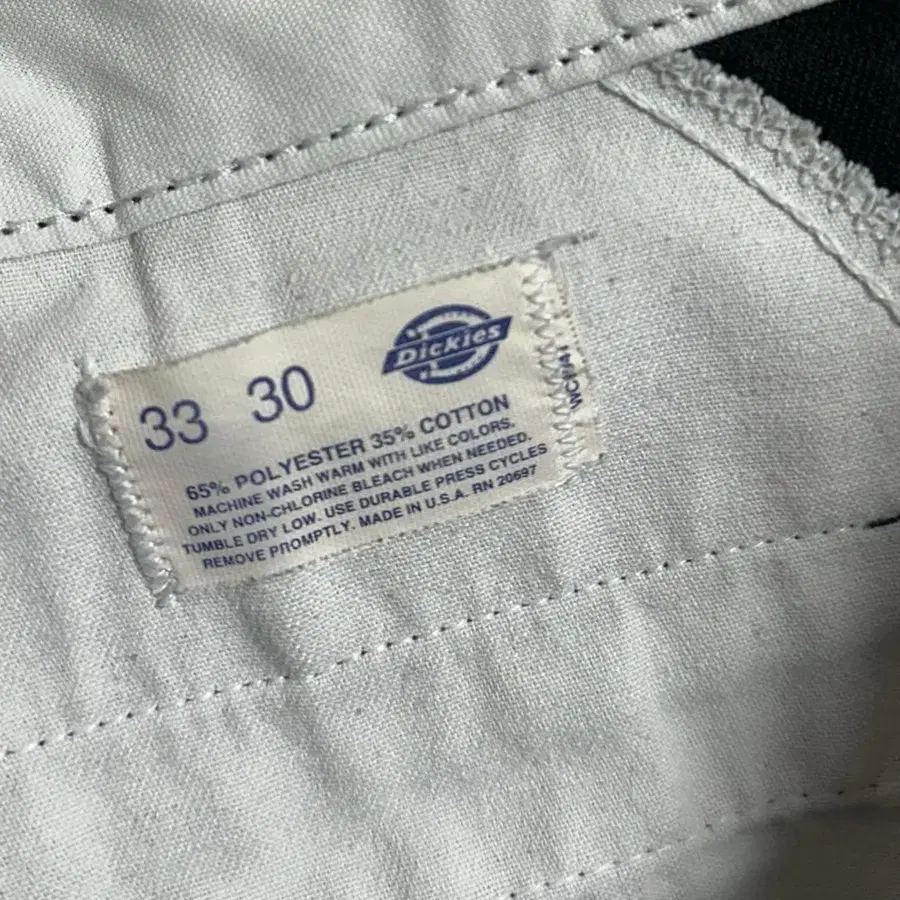 33 30
Dickies
65% POLYESTER 35% COTTON
MACHINE WASH WARM WITH LIKE COLORS.
ONLY NON-CHLORINE BLEACH WHEN NEEDED.
TUMBLE DRY LOW. USE DURABLE PRESS CYCLES
REMOVE PROMPTLY. MADE IN U.S.A. RN 20697